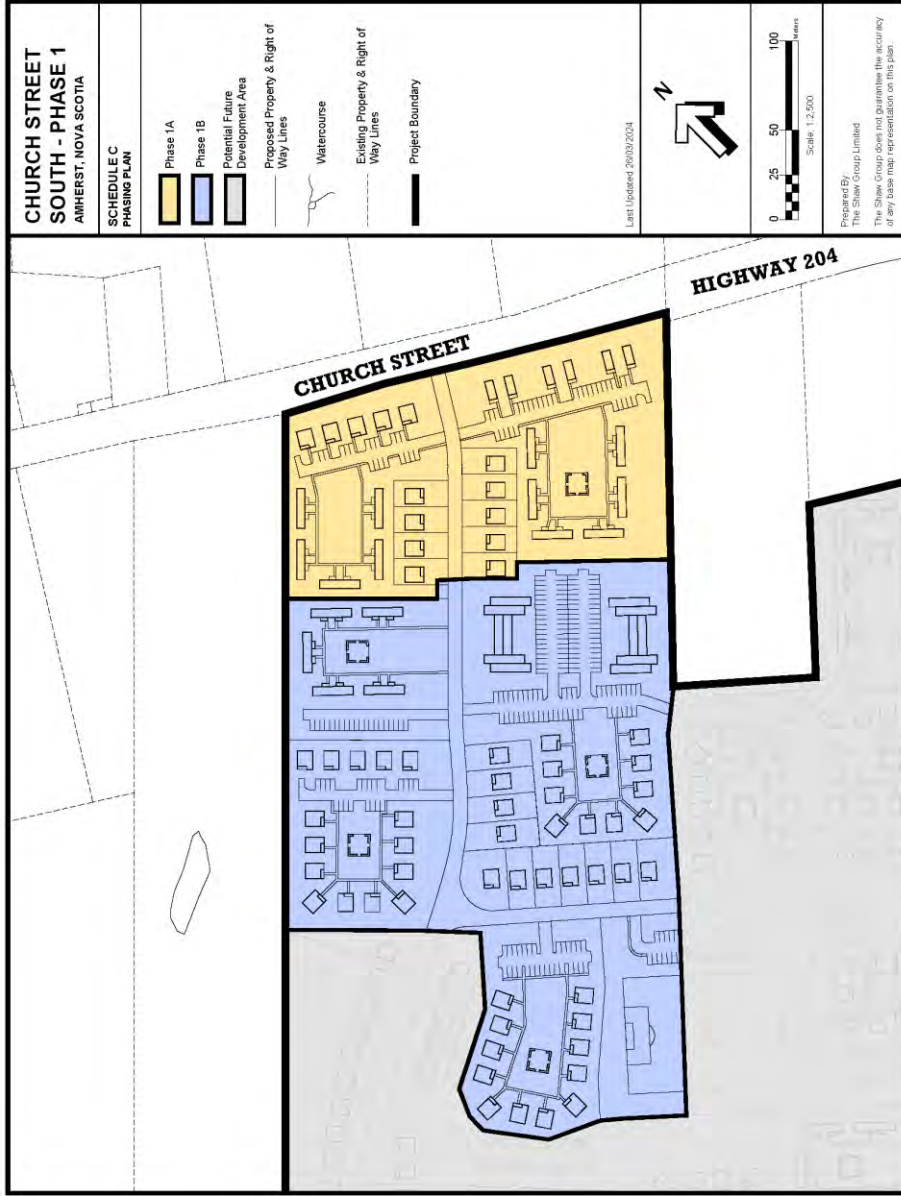 CHURCH STREET
SOUTH - PHASE 1
AMHERST, NOVA SCOTIA
SCHEDULE C
PHASING PLAN
Phase 1A
Phase 1B
Potential Future
Development Area
Proposed Property & Right of
Way Lines
Watercourse
Existing Property & Right of
Way Lines
Project Boundary
Last Updated 26/03/2024
N
0 25 50 100
Meters
Scale: 1:2,500
Prepared By:
The Shaw Group Limited
The Shaw Group does not guarantee the accuracy
of any base map representation on this plan.
CHURCH STREET
HIGHWAY 204